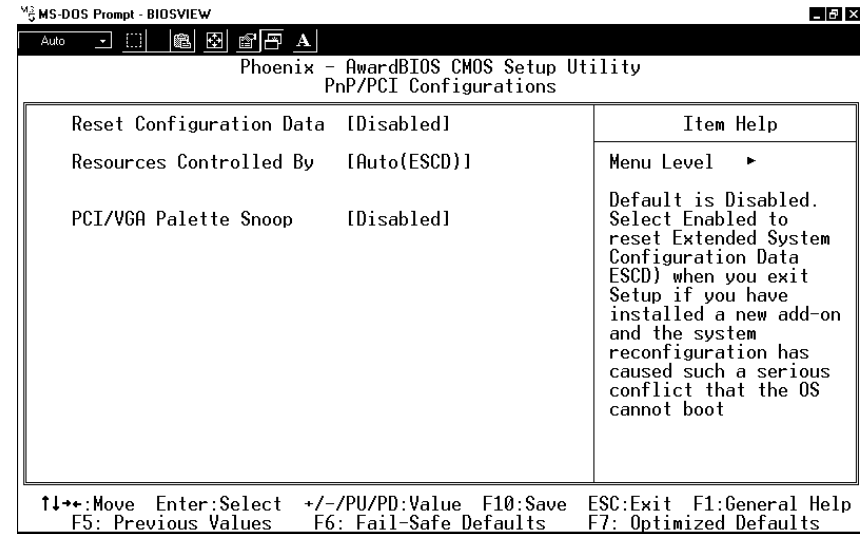 MS-DOS Prompt - BIOSVIEW
Auto
A
Phoenix - AwardBIOS CMOS Setup Utility
PnP/PCI Configurations
Reset Configuration Data [Disabled]
Resources Controlled By [Auto(ESCD)]
PCI/VGA Palette Snoop [Disabled]
Item Help
Menu Level ►
Default is Disabled.
Select Enabled to
reset Extended System
Configuration Data
ESCD) when you exit
Setup if you have
installed a new add-on
and the system
reconfiguration has
caused such a serious
conflict that the OS
cannot boot
↑↓→←:Move Enter:Select +/-/PU/PD:Value F10:Save ESC:Exit F1:General Help
F5: Previous Values F6: Fail-Safe Defaults F7: Optimized Defaults